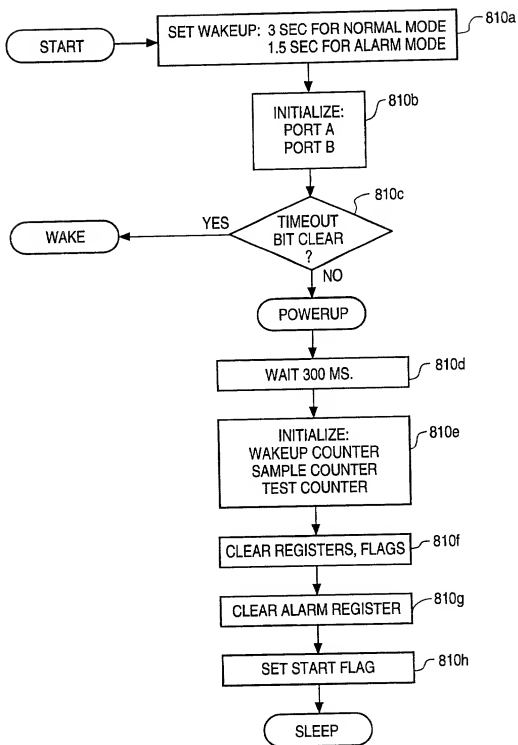 START
SET WAKEUP: 3 SEC FOR NORMAL MODE
1.5 SEC FOR ALARM MODE
810a
INITIALIZE:
PORT A
PORT B
810b
TIMEOUT
BIT CLEAR
?
810c
YES
WAKE
NO
POWERUP
WAIT 300 MS.
810d
INITIALIZE:
WAKEUP COUNTER
SAMPLE COUNTER
TEST COUNTER
810e
CLEAR REGISTERS, FLAGS
810f
CLEAR ALARM REGISTER
810g
SET START FLAG
810h
SLEEP